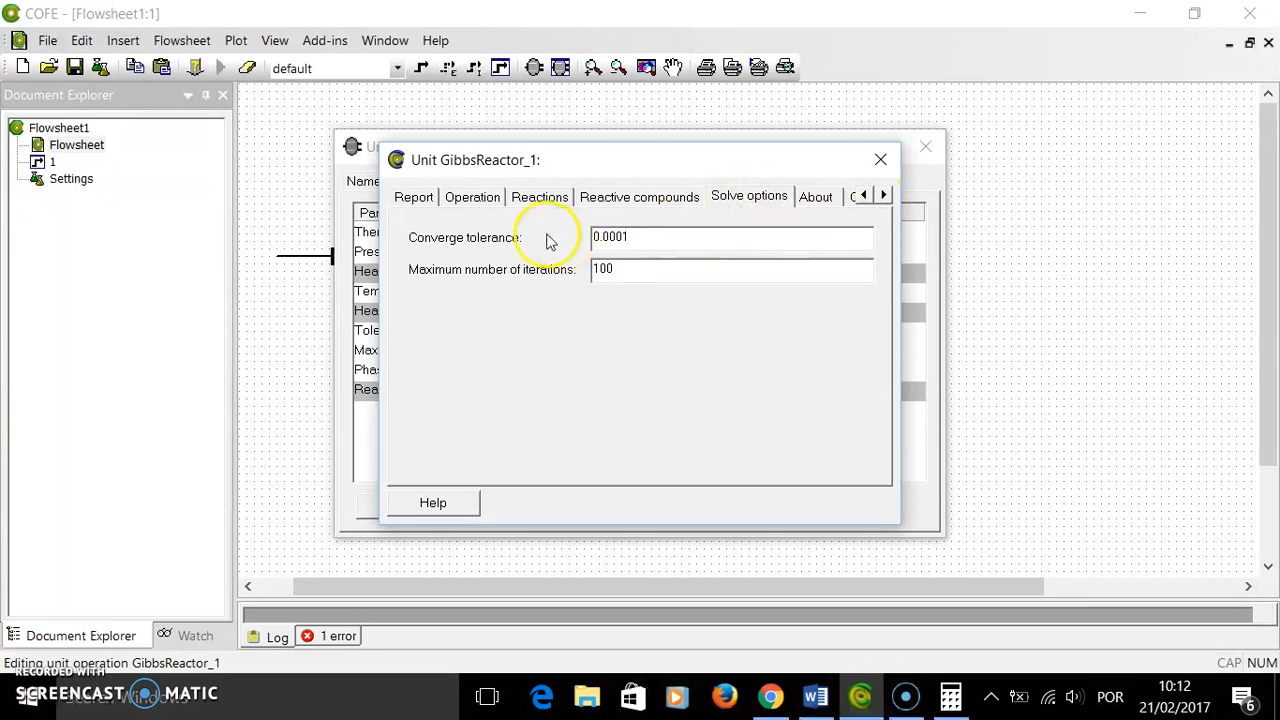 COFE - [Flowsheet1:1]
File Edit Insert Flowsheet Plot View Add-ins Window Help
default
Document Explorer
Flowsheet1
Flowsheet
1
Settings
Name
Unit GibbsReactor_1:
Report Operation Reactions Reactive compounds Solve options About
Converge tolerance: 0.0001
Maximum number of iterations: 100
Help
Document Explorer Watch
Log 1 error
Editing unit operation GibbsReactor_1
CAP NUM
RECORDED WITH
SCREENCAST MATIC
POR
10:12
21/02/2017
6